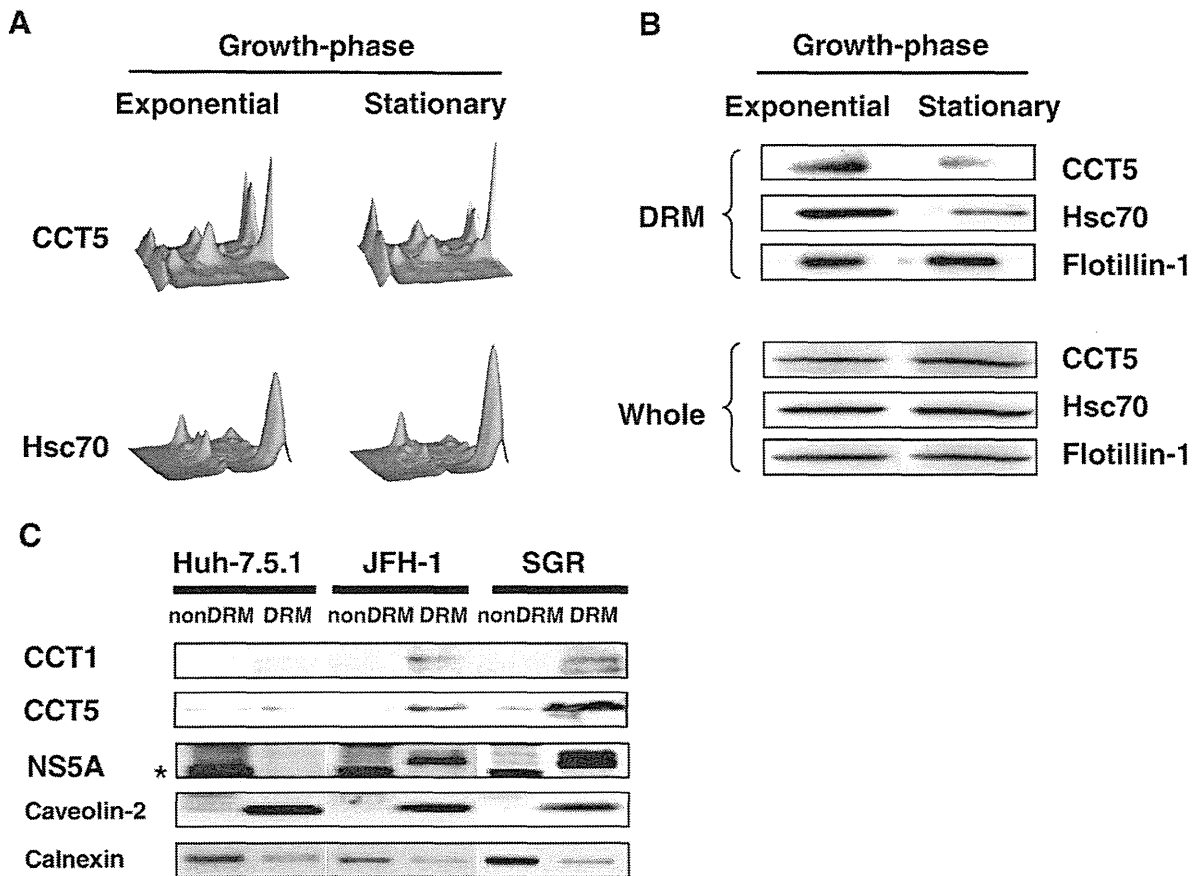 A
Growth-phase
Exponential Stationary
CCT5
Hsc70
B
Growth-phase
Exponential Stationary
DRM
CCT5
Hsc70
Flotillin-1
Whole
CCT5
Hsc70
Flotillin-1
C
Huh-7.5.1 JFH-1 SGR
nonDRM DRM nonDRM DRM nonDRM DRM
CCT1
CCT5
NS5A *
Caveolin-2
Calnexin